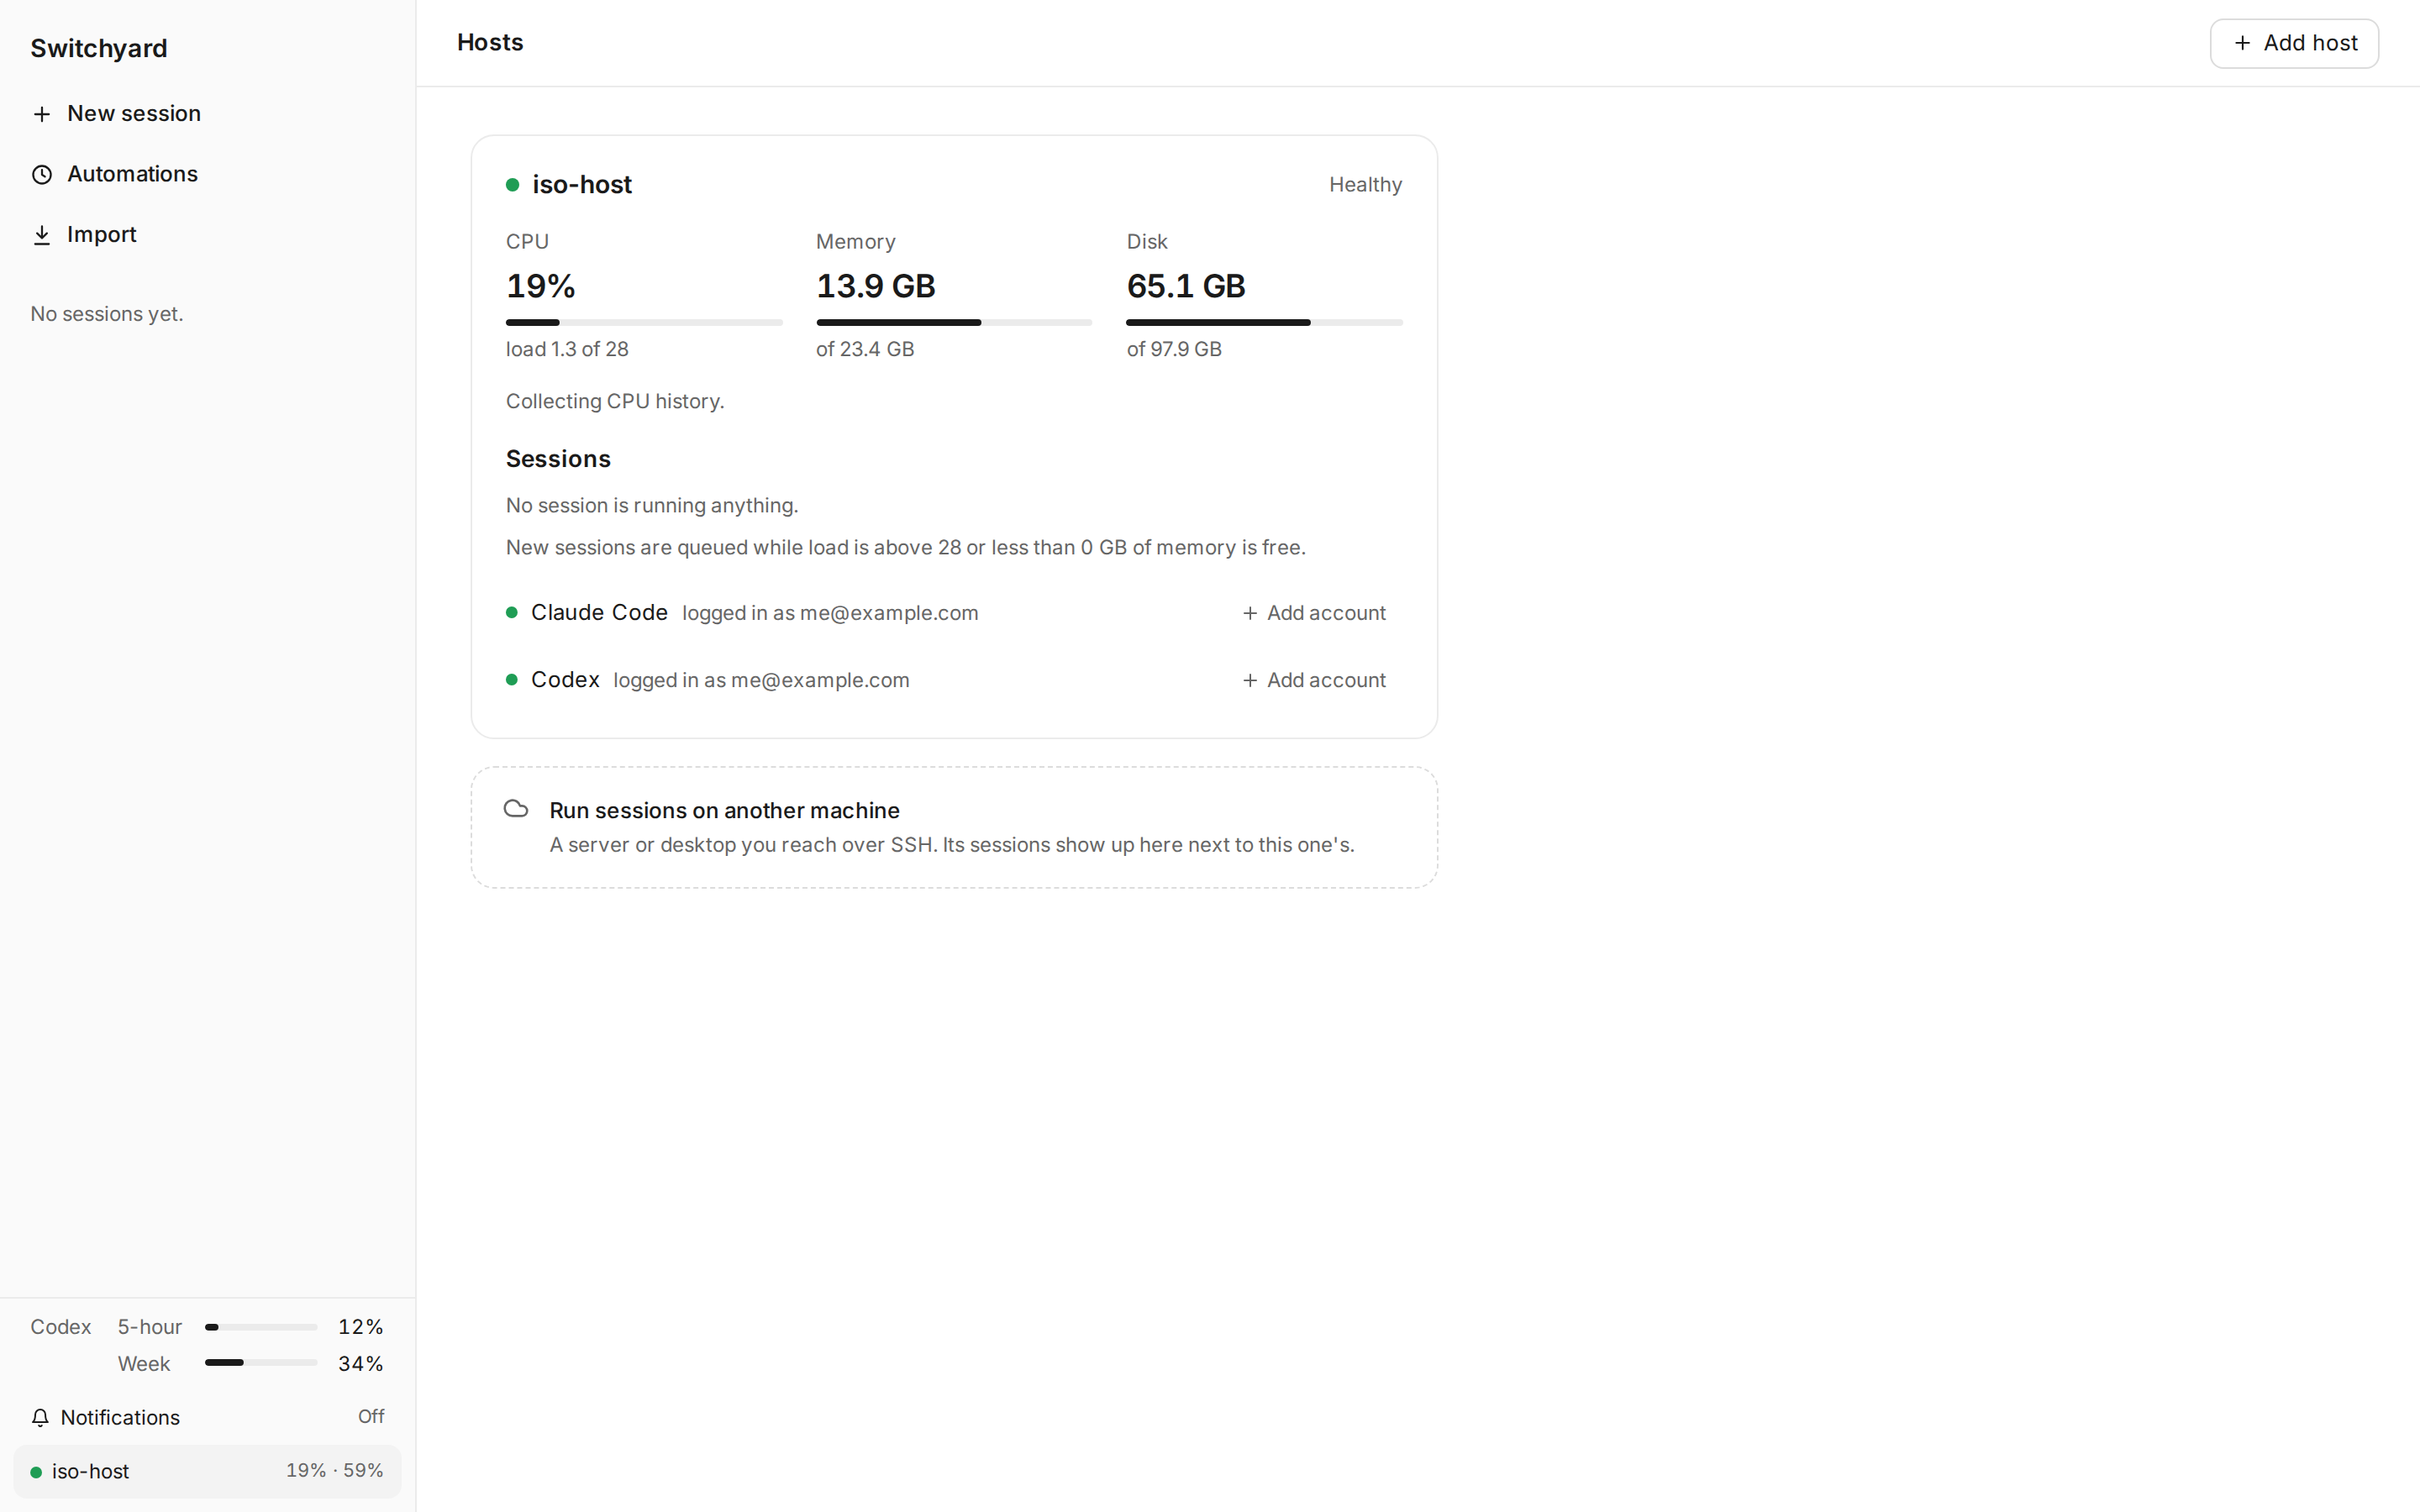 Switchyard
New session
Automations
Import
No sessions yet.
Hosts
Add host
iso-host
Healthy
CPU
Memory
Disk
19%
13.9 GB
65.1 GB
load 1.3 of 28
of 23.4 GB
of 97.9 GB
Collecting CPU history.
Sessions
No session is running anything.
New sessions are queued while load is above 28 or less than 0 GB of memory is free.
Claude Code logged in as me@example.com
Add account
Codex logged in as me@example.com
Add account
Run sessions on another machine
A server or desktop you reach over SSH. Its sessions show up here next to this one's.
Codex 5-hour 12%
Week 34%
Notifications Off
iso-host 19% · 59%